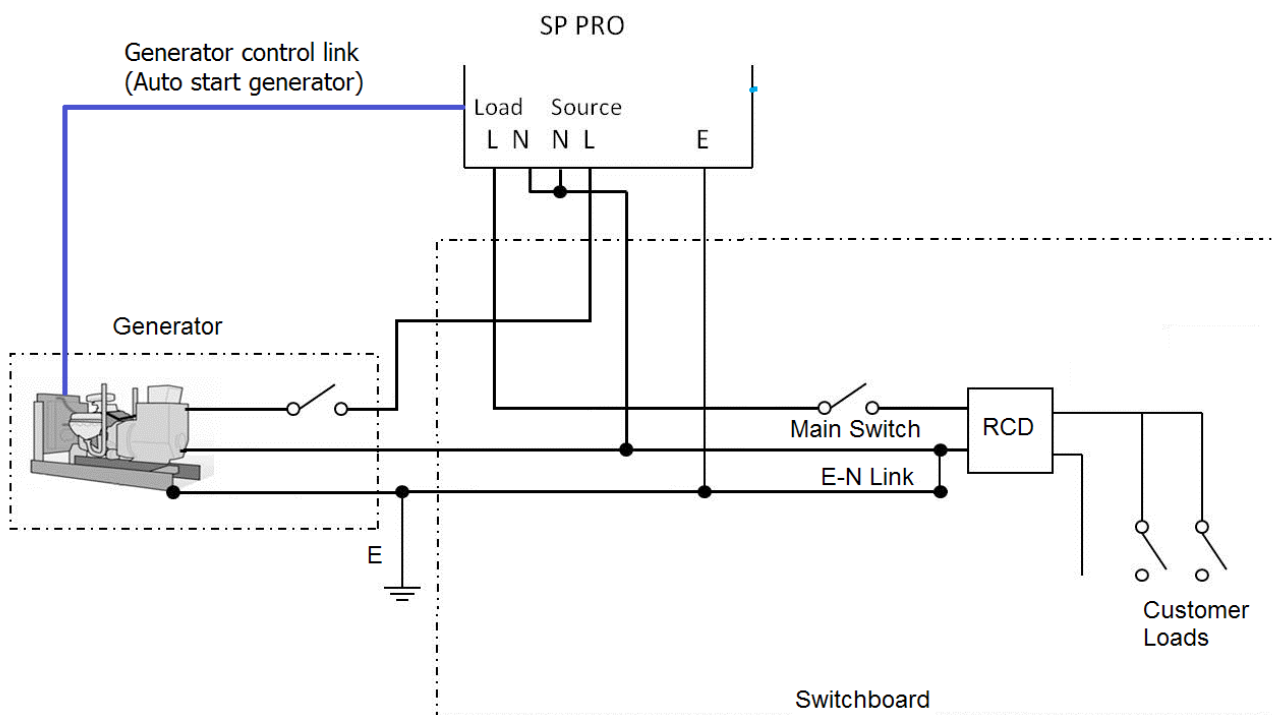 SP PRO
Generator control link
(Auto start generator)
Load Source
L N N L E
Generator
Main Switch
RCD
E-N Link
E
Customer
Loads
Switchboard